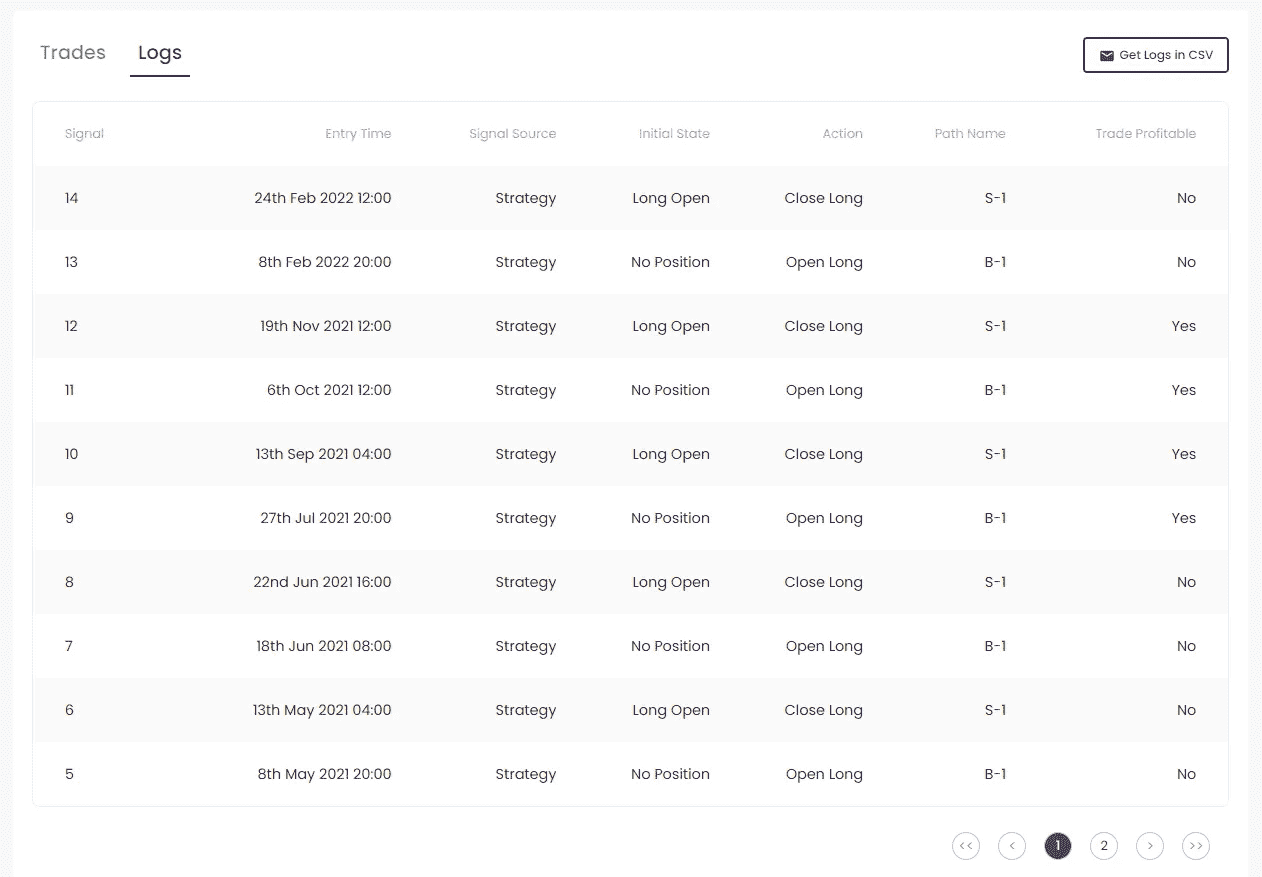 Trades Logs Get Logs in CSV
Signal Entry Time Signal Source Initial State Action Path Name Trade Profitable
14 24th Feb 2022 12:00 Strategy Long Open Close Long S-1 No
13 8th Feb 2022 20:00 Strategy No Position Open Long B-1 No
12 19th Nov 2021 12:00 Strategy Long Open Close Long S-1 Yes
11 6th Oct 2021 12:00 Strategy No Position Open Long B-1 Yes
10 13th Sep 2021 04:00 Strategy Long Open Close Long S-1 Yes
9 27th Jul 2021 20:00 Strategy No Position Open Long B-1 Yes
8 22nd Jun 2021 16:00 Strategy Long Open Close Long S-1 No
7 18th Jun 2021 08:00 Strategy No Position Open Long B-1 No
6 13th May 2021 04:00 Strategy Long Open Close Long S-1 No
5 8th May 2021 20:00 Strategy No Position Open Long B-1 No
<< < 1 2 > >>